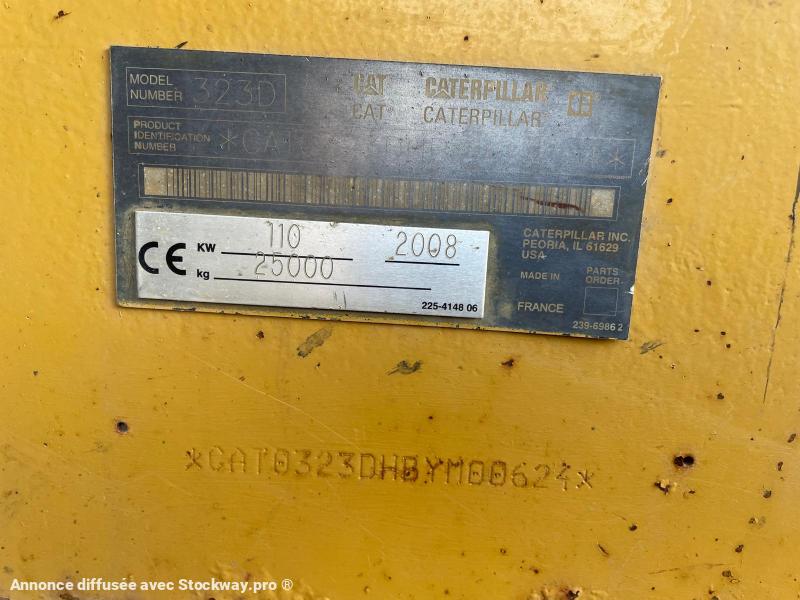 MODEL
NUMBER 323D
CAT CATERPILLAR
CAT CATERPILLAR
PRODUCT
IDENTIFICATION
NUMBER
CE KW 110 2008
kg 25000
225-4148 06
CATERPILLAR INC.
PEORIA, IL 61629
USA
MADE IN
FRANCE
PARTS
ORDER
239-5986 2
*CAT0323DHBYM00624*
Annonce diffusée avec Stockway.pro ®